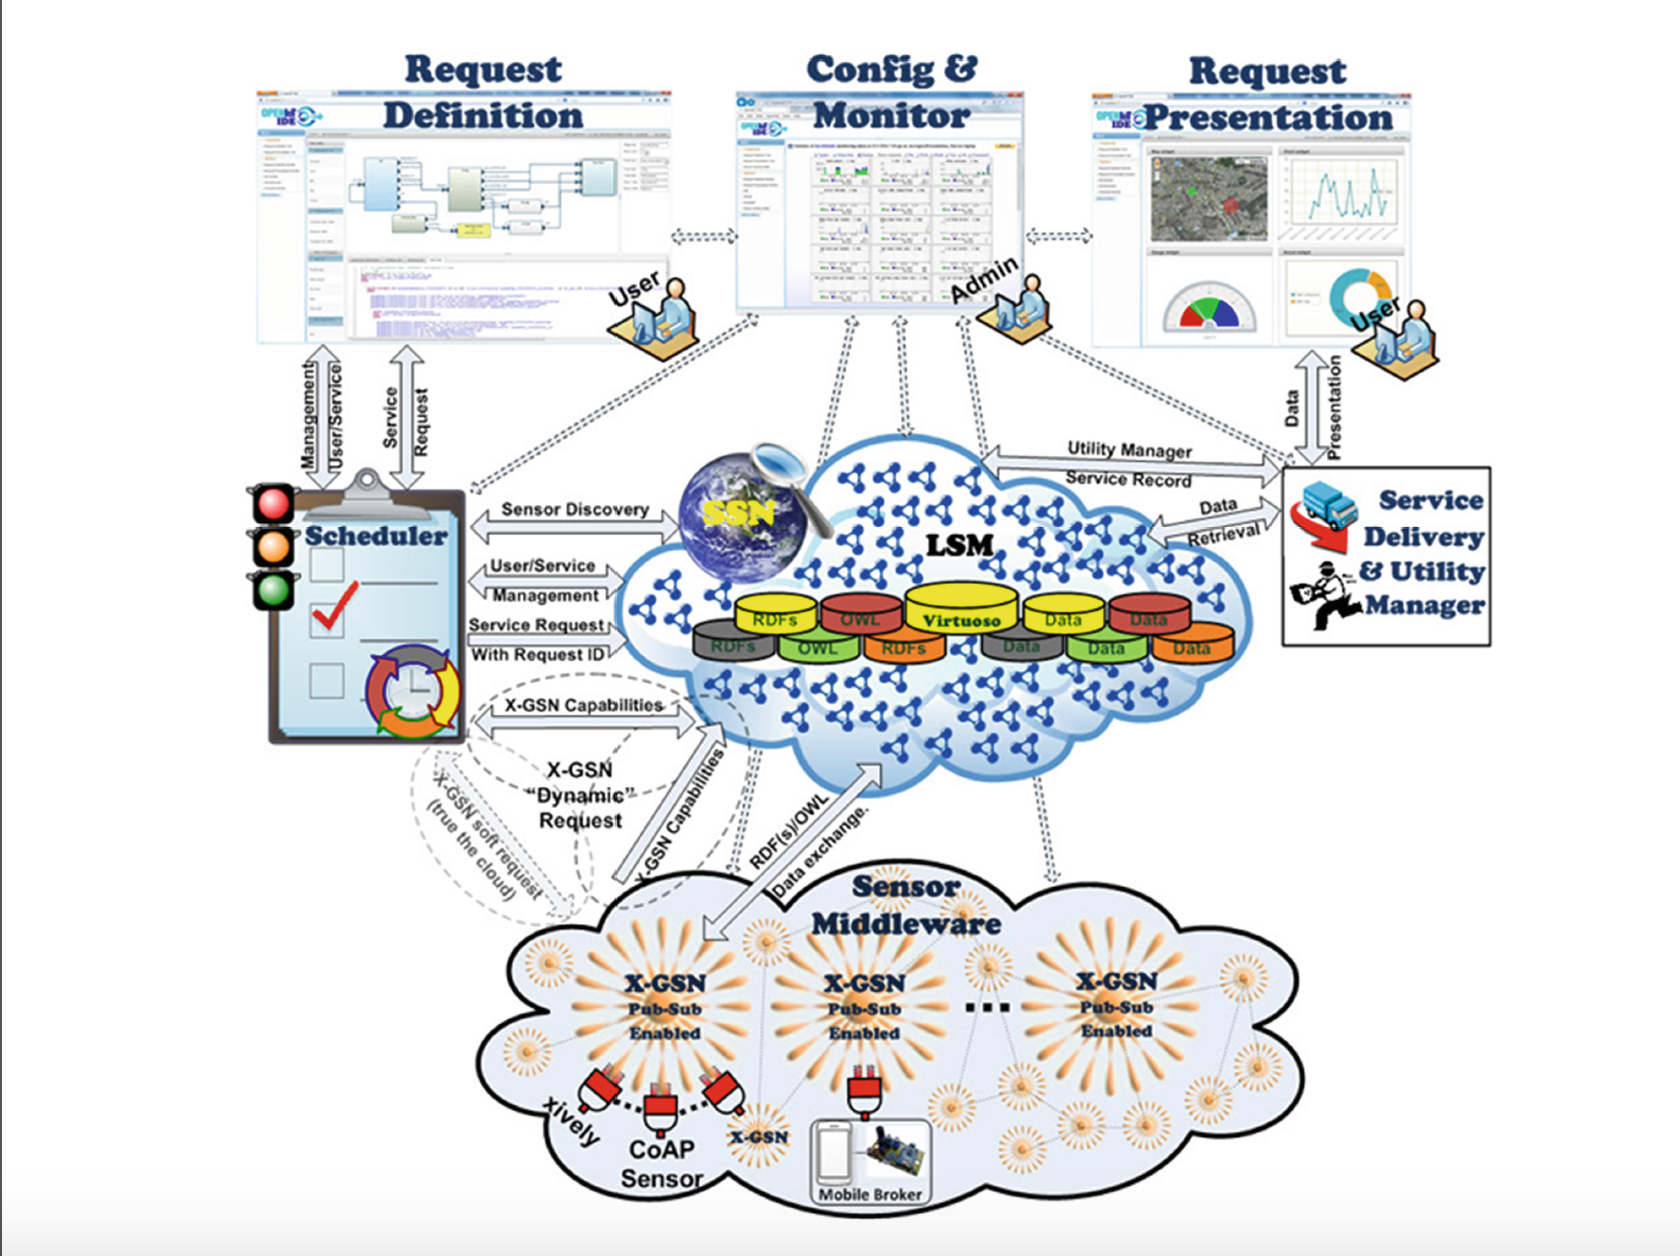 Request
Definition
Config &
Monitor
Request
Presentation
OPEN
IDE
User
Admin
User
Management
User/Service
Service
Request
Data
Presentation
Scheduler
Sensor Discovery
User/Service
Management
Service Request
With Request ID
X-GSN Capabilities
SSN
LSM
Utility Manager
Service Record
Data
Retrieval
Service
Delivery
& Utility
Manager
RDFs
OWL
Virtuoso
Data
Data
RDFs
OWL
RDFs
Data
Data
Data
X-GSN
“Dynamic”
Request
X-GSN soft request
(true the cloud)
X-GSN Capabilities
RDF(s)/OWL
Data exchange.
Sensor
Middleware
X-GSN
Pub-Sub
Enabled
X-GSN
Pub-Sub
Enabled
X-GSN
Pub-Sub
Enabled
xively
CoAP
Sensor
X-GSN
Mobile Broker